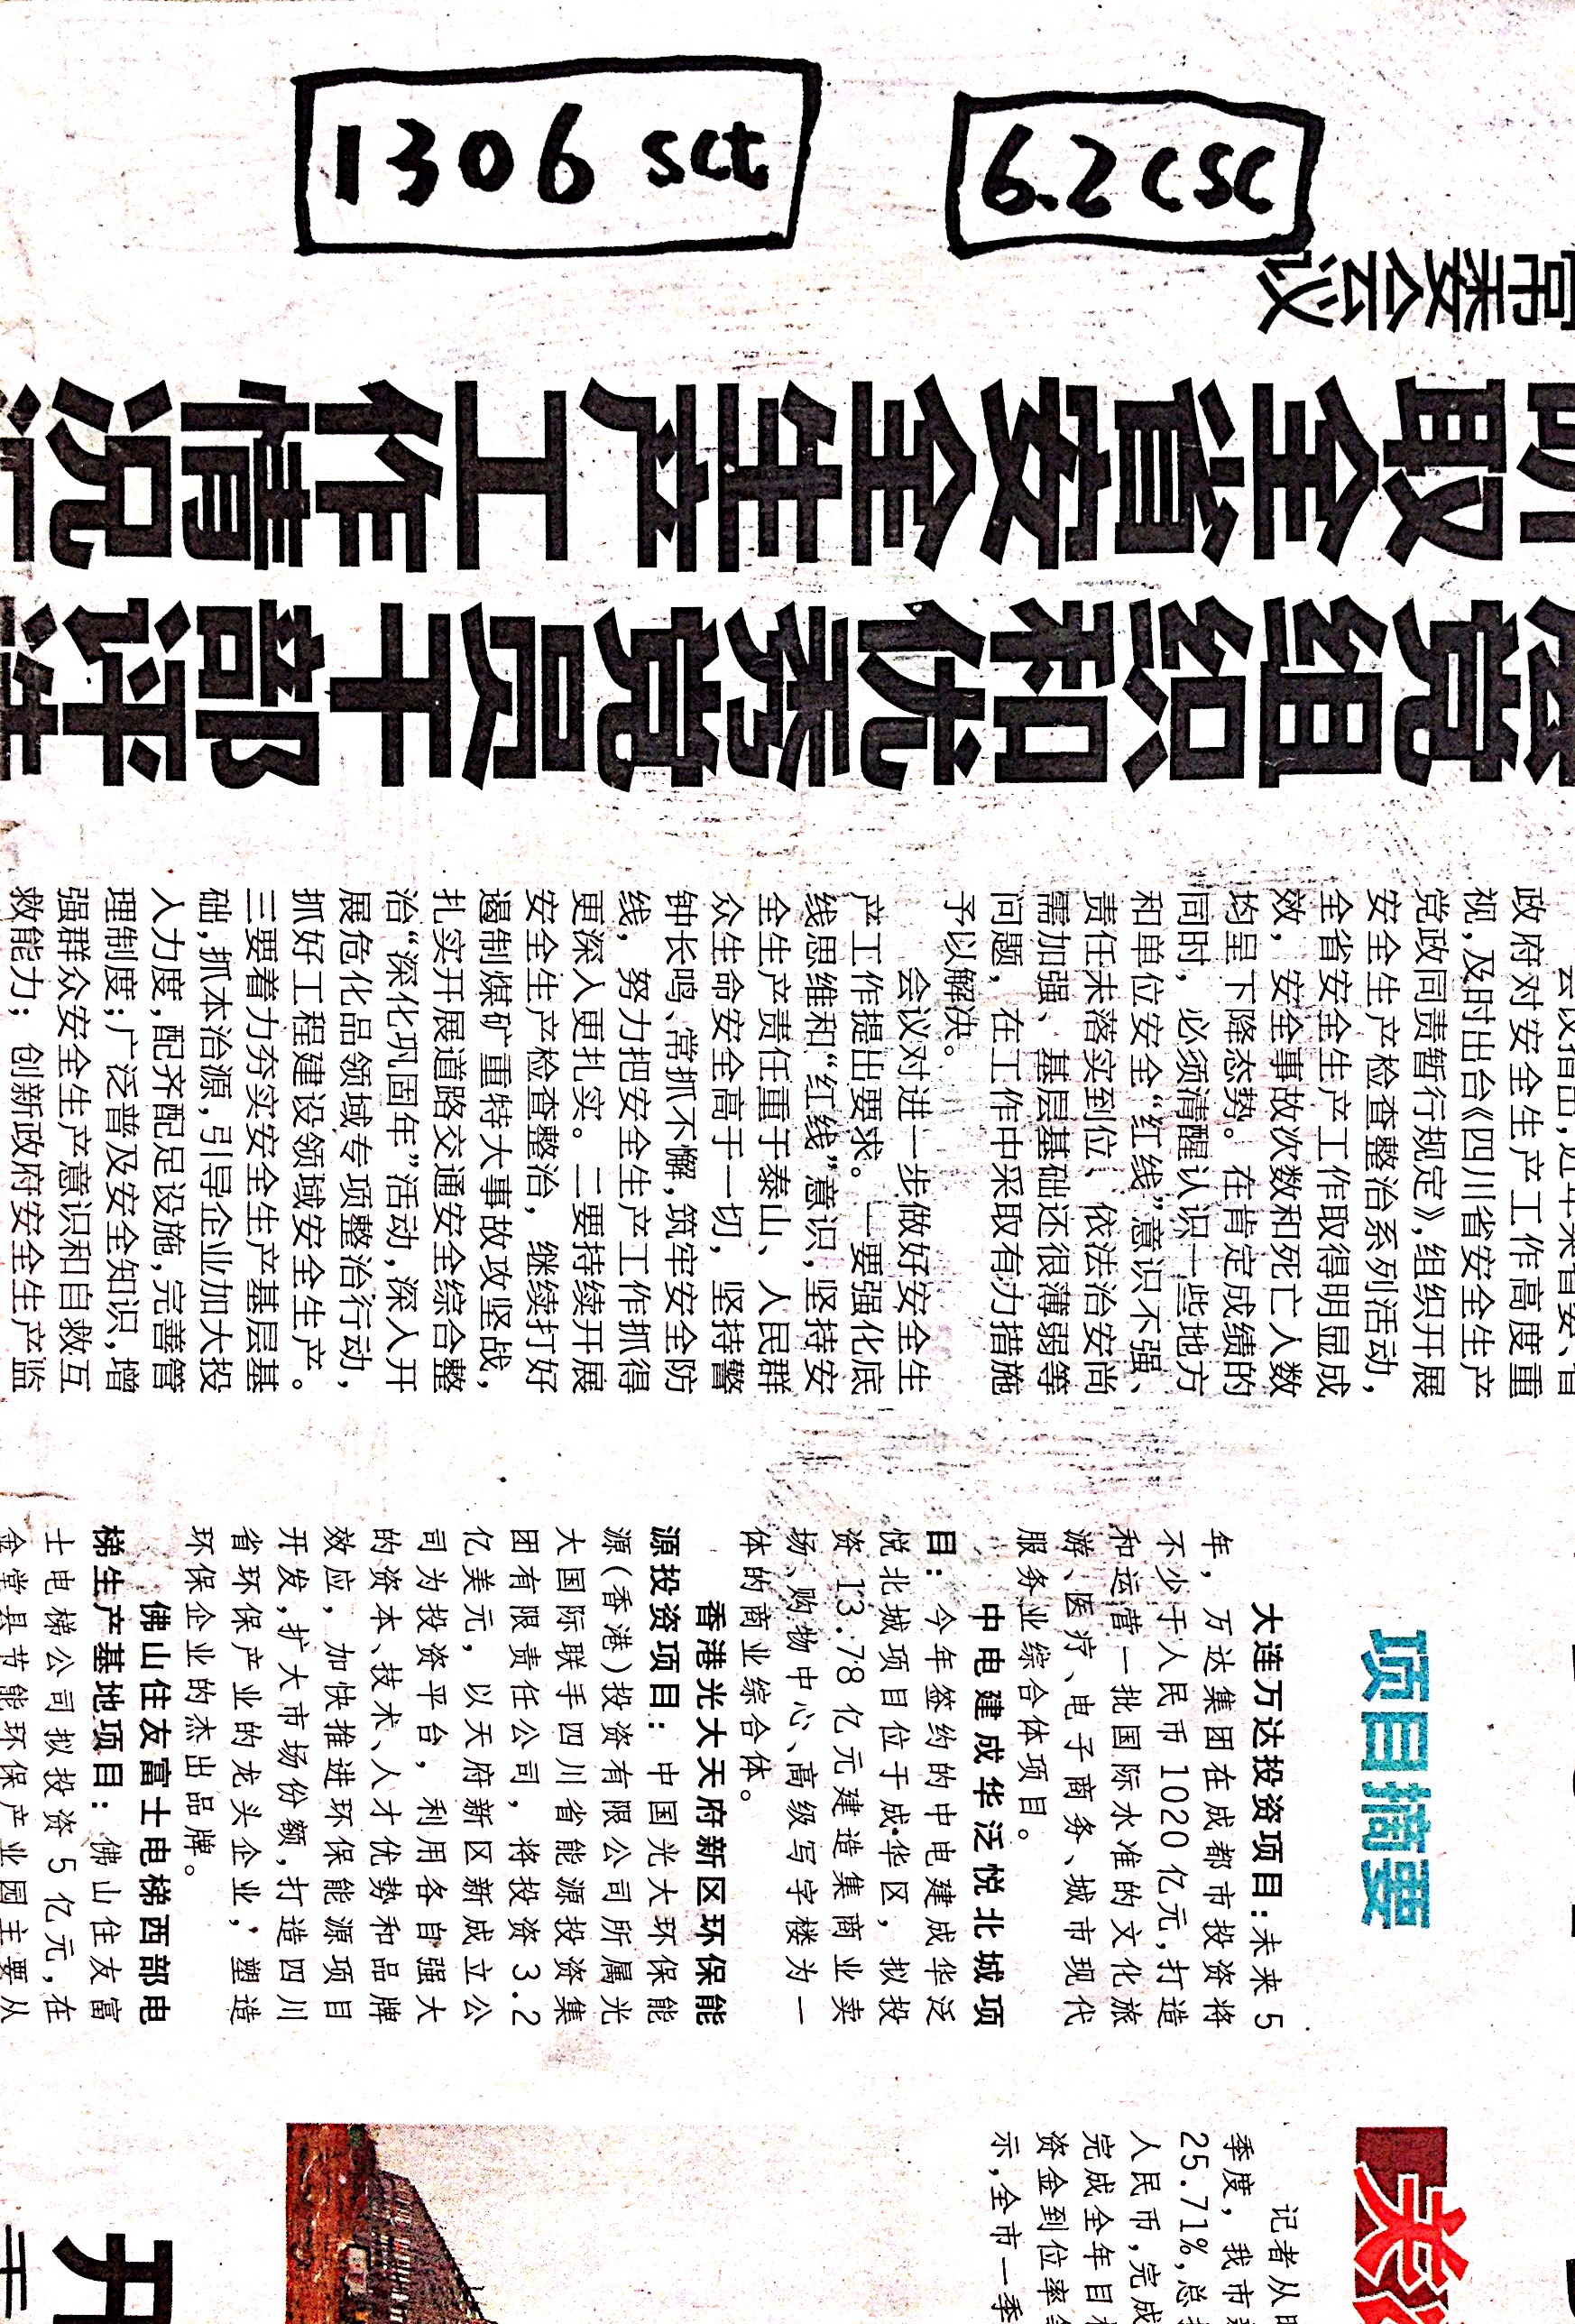 1306 sct
6.2 csc
常委会议
取全省安全生产工作情况
党组织和优秀党员干部评
政府对安全生产工作高度重
视，及时出台《四川省安全生产
党政同责暂行规定》，组织开展
安全生产检查整治系列活动，
全省安全生产工作取得明显成
效，安全事故次数和死亡人数
均呈下降态势。在肯定成绩的
同时，必须清醒认识一些地方
和单位安全“红线”意识不强、
责任未落实到位、依法治安尚
需加强、基层基础还很薄弱等
问题，在工作中采取有力措施
予以解决。
会议对进一步做好安全生
产工作提出要求。一要强化底
线思维和“红线”意识，坚持安
全生产责任重于泰山、人民群
众生命安全高于一切，坚持警
钟长鸣、常抓不懈，筑牢安全防
线，努力把安全生产工作抓得
更深入更扎实。二要持续开展
安全生产检查整治，继续打好
遏制煤矿重特大事故攻坚战，
扎实开展道路交通安全综合整
治“深化巩固年”活动，深入开
展危化品领域专项整治行动，
抓好工程建设领域安全生产。
三要着力夯实安全生产基层基
础，抓本治源，引导企业加大投
入力度，配齐配足设施，完善管
理制度；广泛普及安全知识，增
强群众安全生产意识和自救互
救能力；创新政府安全生产监
项目摘要
大连万达投资项目：未来5
年，万达集团在成都市投资将
不少于人民币1020亿元，打造
和运营一批国际水准的文化旅
游、医疗、电子商务、城市现代
服务业综合体项目。
中电建成华泛悦北城项
目：今年签约的中电建成华泛
悦北城项目位于成华区，拟投
资13.78亿元建造集商业卖
场、购物中心、高级写字楼为一
体的商业综合体。
香港光大天府新区环保能
源投资项目：中国光大环保能
源（香港）投资有限公司所属光
大国际联手四川省能源投资集
团有限责任公司，将投资3.2
亿美元，以天府新区新成立公
司为投资平台，利用各自强大
的资本、技术、人才优势和品牌
效应，加快推进环保能源项目
开发，扩大市场份额，打造四川
省环保产业的龙头企业，塑造
环保企业的杰出品牌。
佛山住友富士电梯西部电
梯生产基地项目：佛山住友富
士电梯公司拟投资5亿元，在
金堂县节能环保产业园主要从
关
记者从
季度，我市
25.71%，总
人民币，完成
完成全年目
资金到位率
示，全市一季
升